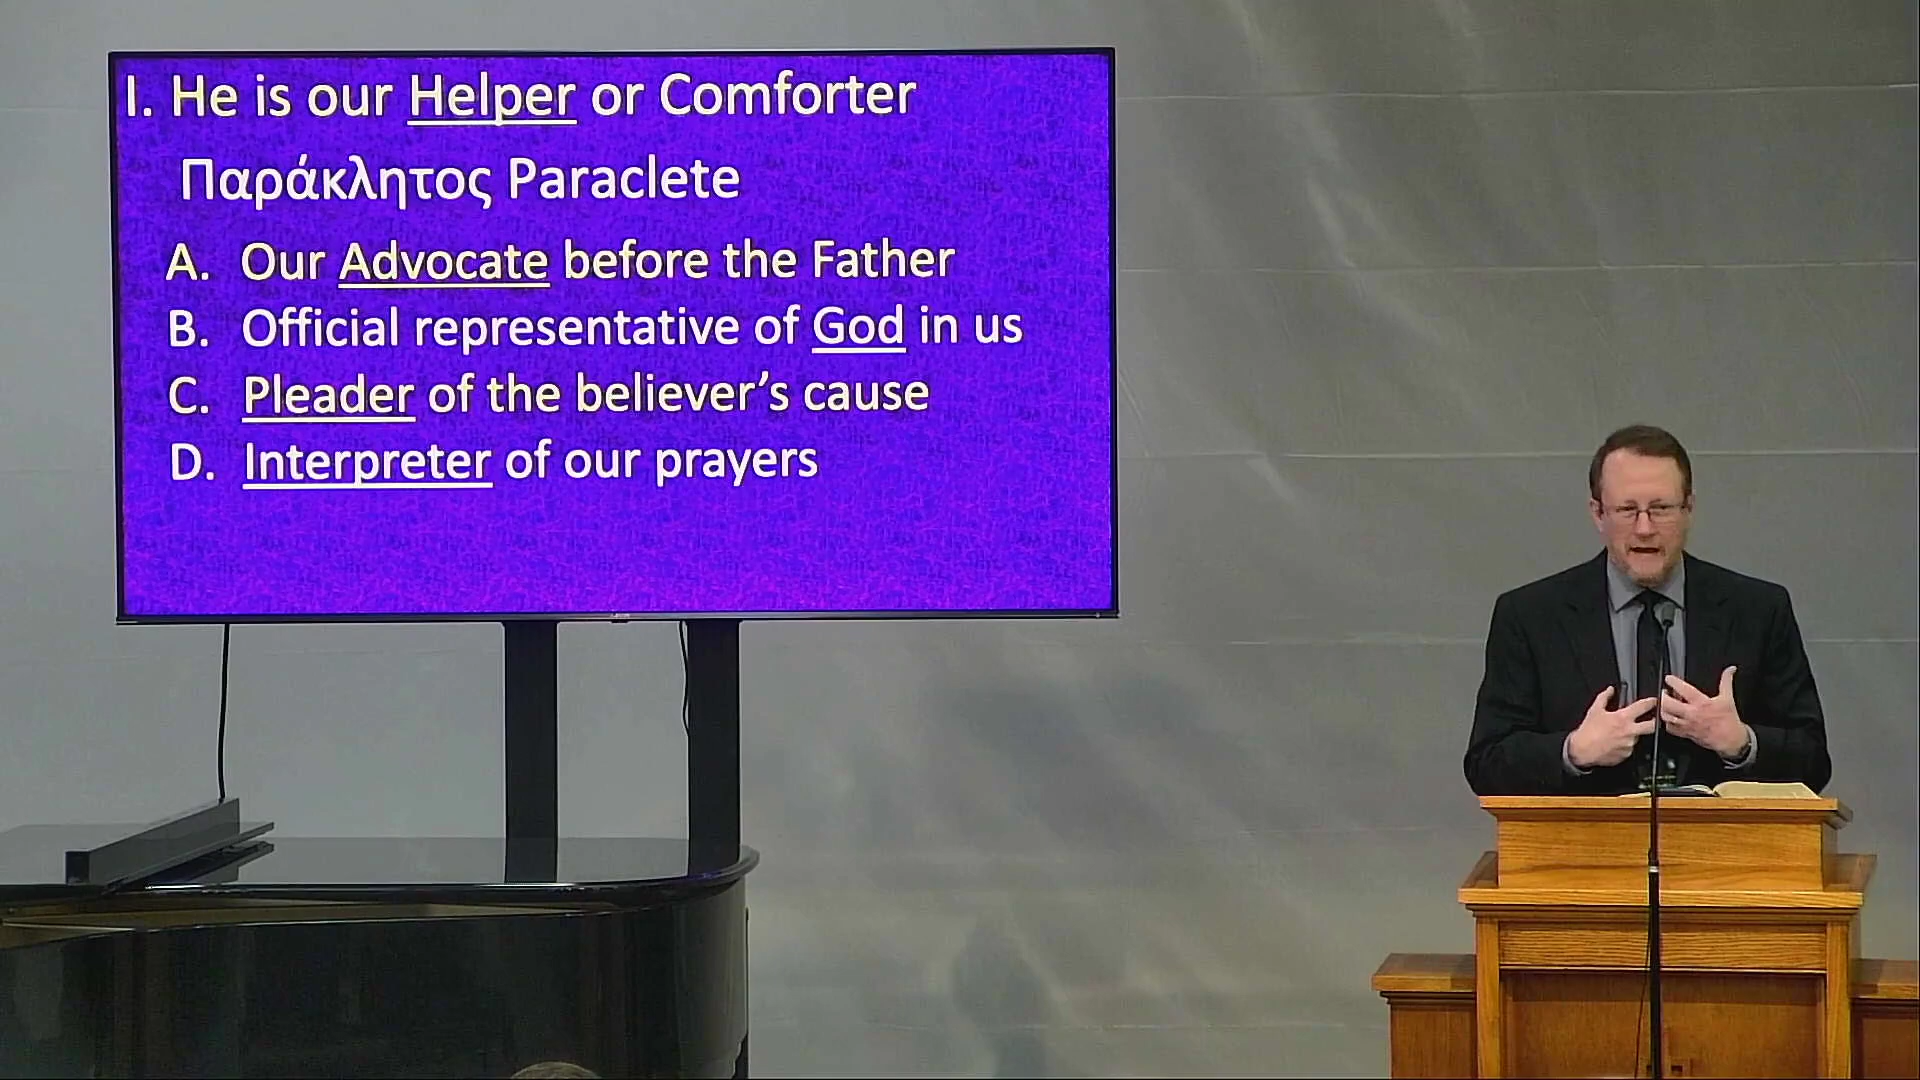 I. He is our Helper or Comforter
Παράκλητος Paraclete
A. Our Advocate before the Father
B. Official representative of God in us
C. Pleader of the believer’s cause
D. Interpreter of our prayers